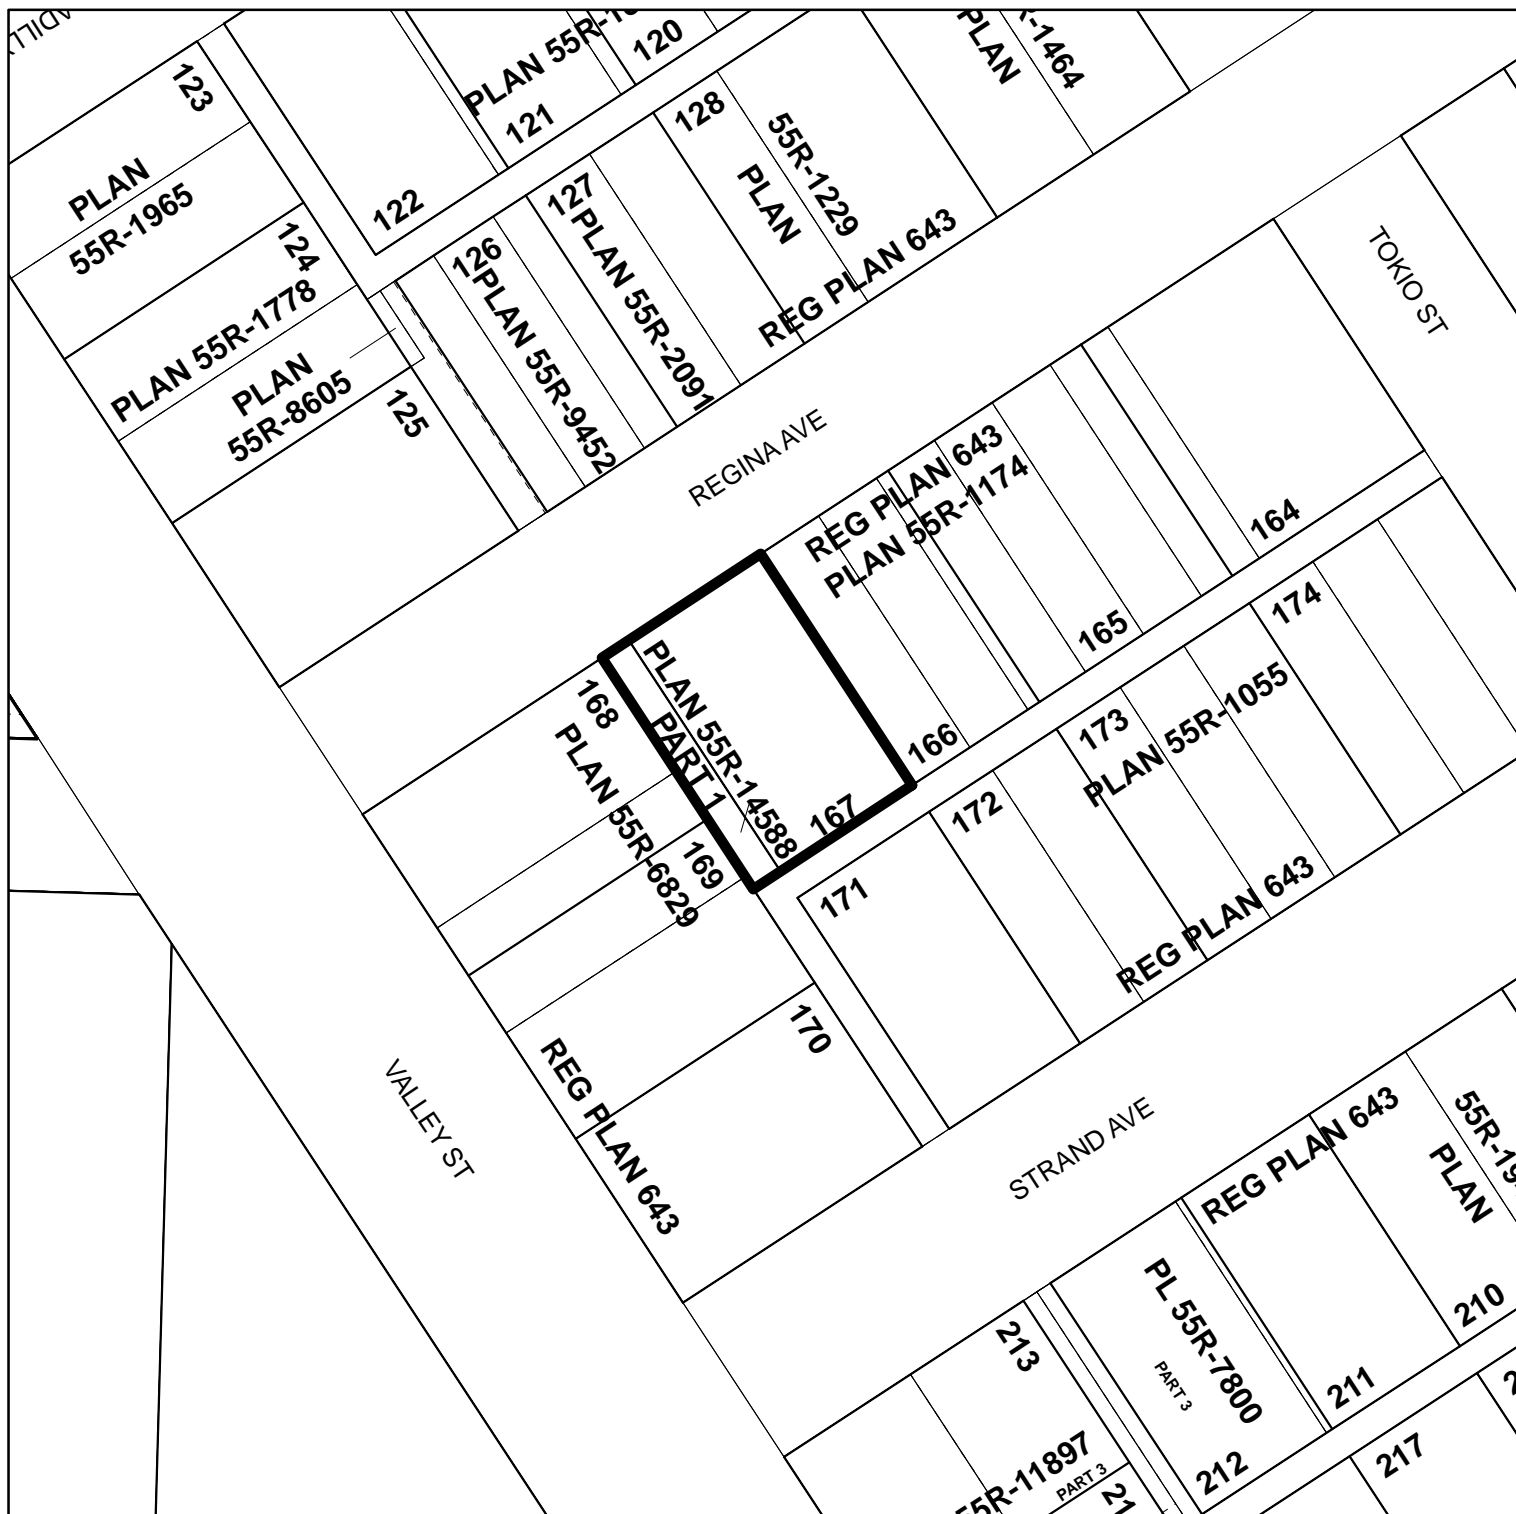 123
PLAN
55R-1965
124
PLAN 55R-1778
PLAN
55R-8605
125
122
121
120
126
PLAN 55R-9452
127
PLAN 55R-2091
128
PLAN
55R-1229
REG PLAN 643
PLAN
REGINA AVE
TOKIO ST
REG PLAN 643
PLAN 55R-1174
164
165
166
167
PLAN 55R-14588
PART 1
168
PLAN 55R-6829
169
170
REG PLAN 643
VALLEY ST
171
172
173
174
PLAN 55R-1055
REG PLAN 643
STRAND AVE
REG PLAN 643
PLAN
210
211
PL 55R-7800
PART 3
212
213
55R-11897
PART 3
217